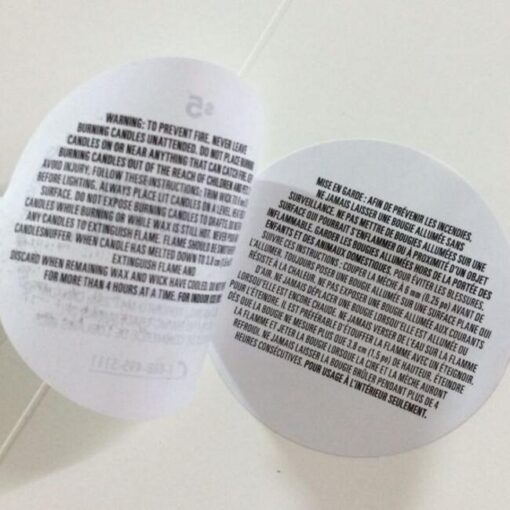 $5
WARNING: TO PREVENT FIRE, NEVER LEAVE
BURNING CANDLES UNATTENDED. DO NOT PLACE BURNING
CANDLES ON OR NEAR ANYTHING THAT CAN CATCH FIRE.
BURNING CANDLES OUT OF THE REACH OF CHILDREN AND
AVOID INJURY, FOLLOW THESE INSTRUCTIONS:
BEFORE LIGHTING. ALWAYS PLACE LIT CANDLES ON A LEVEL,
SURFACE. DO NOT EXPOSE BURNING CANDLES TO DRAFTS.
CANDLES WHILE BURNING OR WHILE WAX IS STILL HOT. NEVER POUR
ANY CANDLES TO EXTINGUISH FLAME. FLAME SHOULD BE
CANDLESNUFFER. WHEN CANDLE HAS MELTED DOWN TO 3.8 cm
EXTINGUISH FLAME AND
DISCARD WHEN REMAINING WAX AND WICK HAVE COOLED. DO NOT
FOR MORE THAN 4 HOURS AT A TIME. FOR INDOOR
MISE EN GARDE : AFIN DE PRÉVENIR LES INCENDIES,
NE JAMAIS LAISSER UNE BOUGIE ALLUMÉE SANS
SURVEILLANCE. NE PAS METTRE DE BOUGIES ALLUMÉES SUR UNE
SURFACE QUI POURRAIT S'ENFLAMMER OU À PROXIMITÉ D'UN OBJET
INFLAMMABLE. GARDER LES BOUGIES ALLUMÉES HORS DE LA PORTÉE DES
ENFANTS ET DES ANIMAUX DOMESTIQUES. POUR ÉVITER LES BLESSURES
SUIVRE CES INSTRUCTIONS : COUPER LA MÈCHE À 6 mm (0.25 po) AVANT DE
L'ALLUMER. TOUJOURS POSER UNE BOUGIE ALLUMÉE SUR UNE SURFACE PLANE QUI
RÉSISTE À LA CHALEUR. NE PAS EXPOSER UNE BOUGIE ALLUMÉE AUX COURANTS
D'AIR. NE JAMAIS DÉPLACER UNE BOUGIE LORSQU'ELLE EST ALLUMÉE OU
LORSQU'ELLE EST ENCORE CHAUDE. NE JAMAIS VERSER DE L'EAU SUR LA FLAMME
POUR L'ÉTEINDRE. IL EST PRÉFÉRABLE D'ÉTOUFFER LA FLAMME AVEC UN ÉTEIGNOIR.
DÈS QUE LA BOUGIE NE MESURE PLUS QUE 3.8 cm (1.5 po) DE HAUTEUR, ÉTEINDRE
LA FLAMME ET JETER LA BOUGIE LORSQUE LA CIRE ET LA MÈCHE AURONT
REFROIDI. NE JAMAIS LAISSER LA BOUGIE BRÛLER PENDANT PLUS DE 4
HEURES CONSÉCUTIVES. POUR USAGE À L'INTÉRIEUR SEULEMENT.